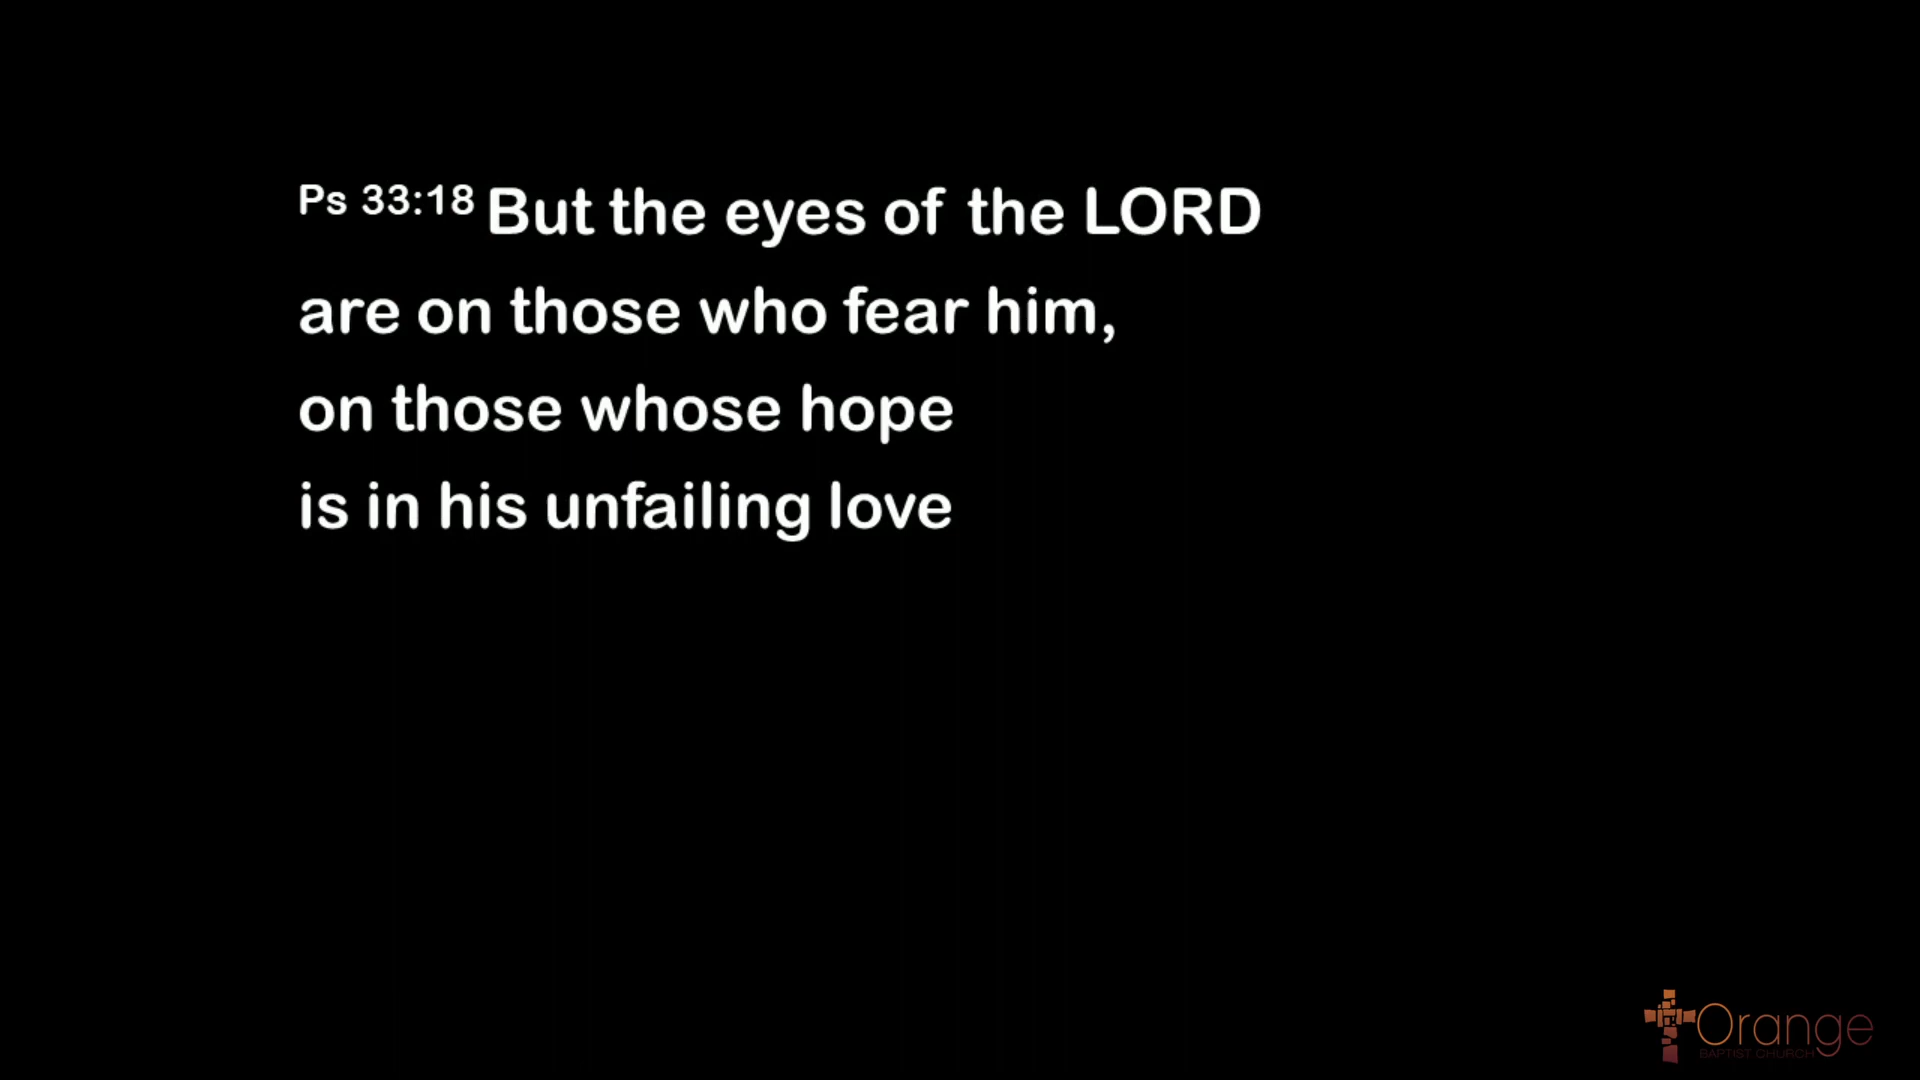 Ps 33:18 But the eyes of the LORD
are on those who fear him,
on those whose hope
is in his unfailing love
Orange
BAPTIST CHURCH